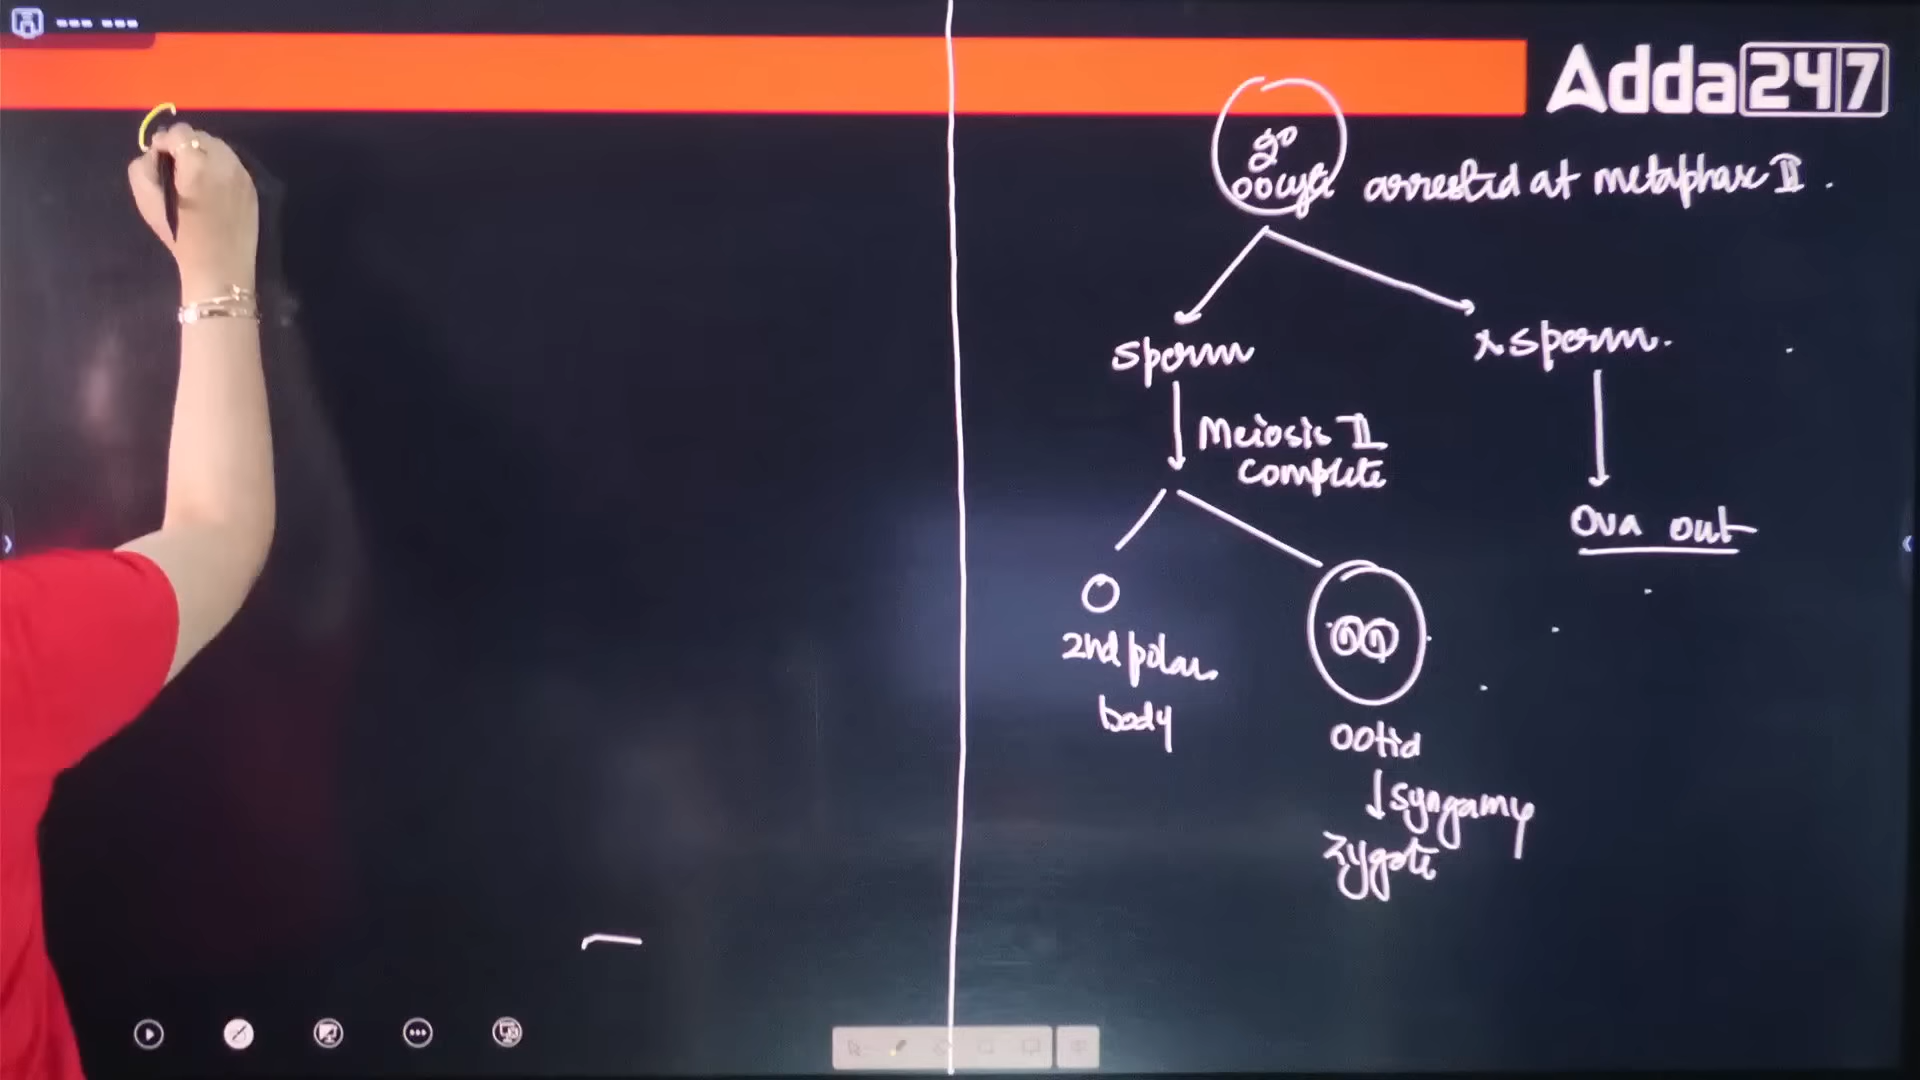 Adda247
2°
oocyte arrested at metaphase II.
sperm
x sperm.
Meiosis II
complete
Ova out
2nd polar
body
ootid
syngamy
Zygote